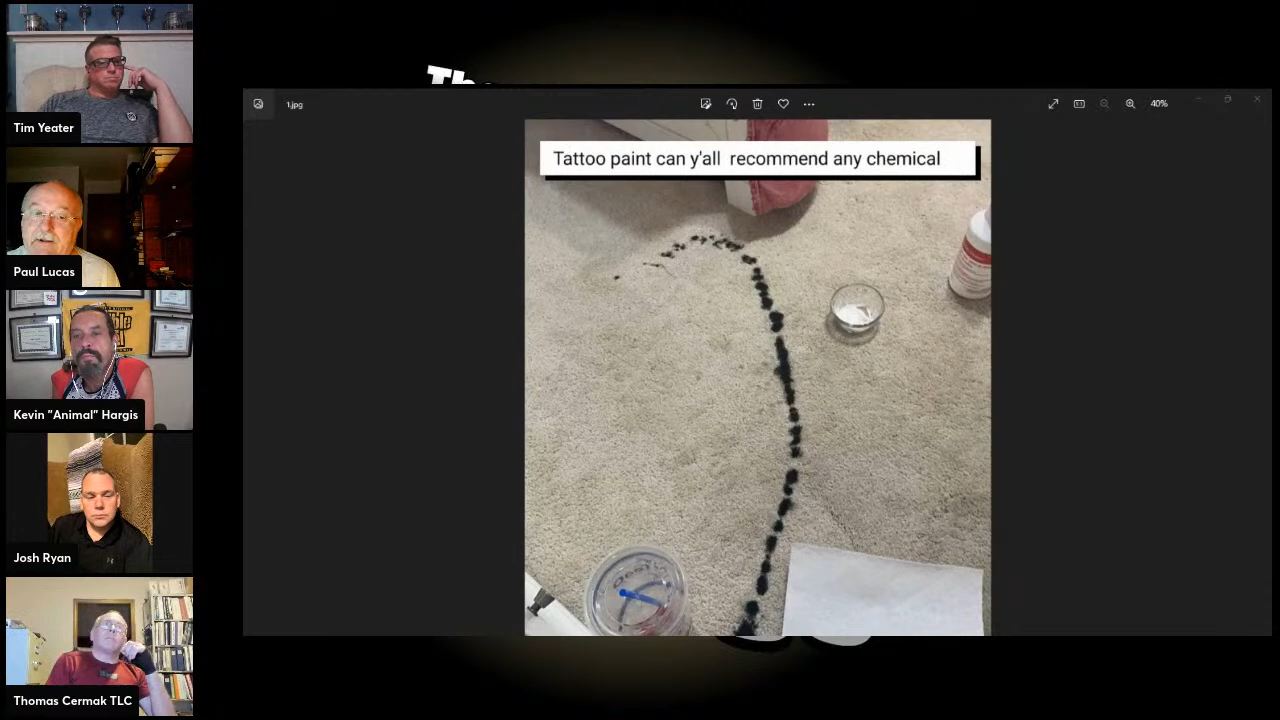 Tim Yeater
Paul Lucas
Kevin "Animal" Hargis
Josh Ryan
Thomas Cermak TLC
The
1.jpg
40%
Tattoo paint can y'all recommend any chemical